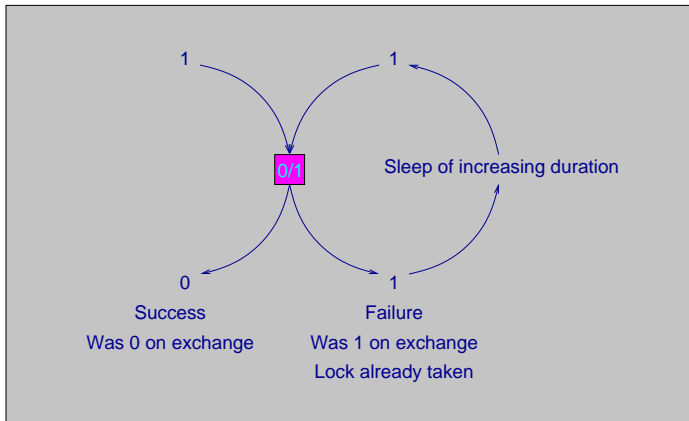 1
1
0/1
Sleep of increasing duration
0
1
Success
Failure
Was 0 on exchange
Was 1 on exchange
Lock already taken